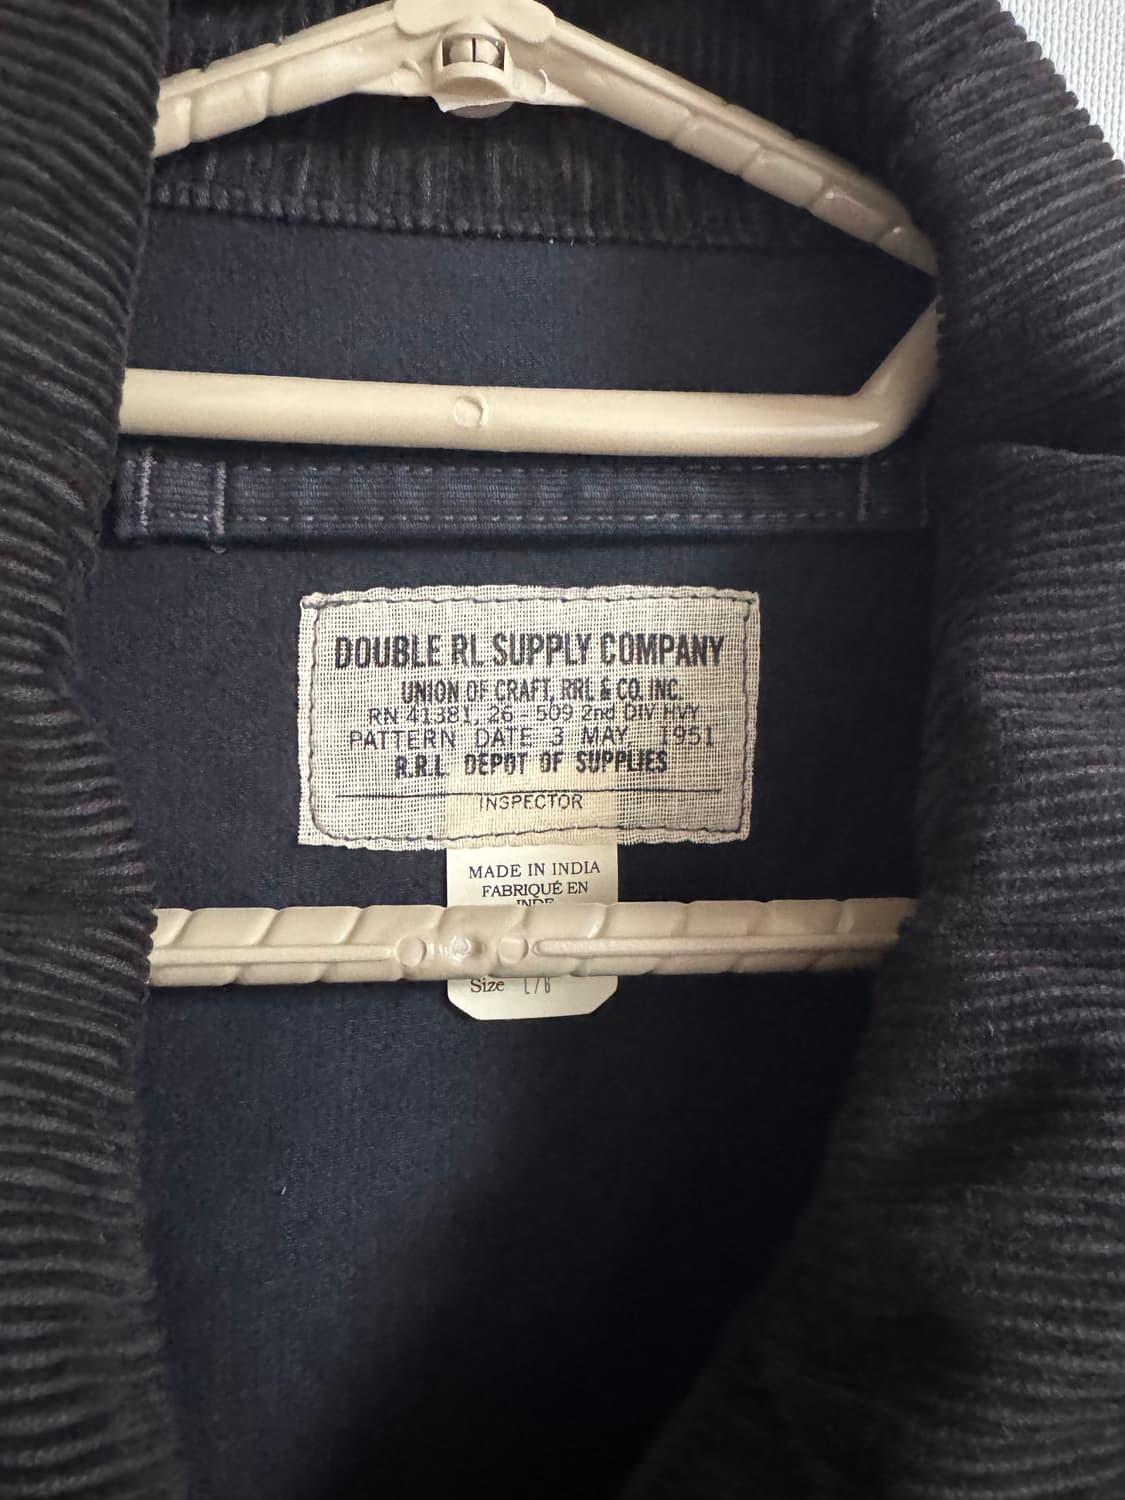 DOUBLE RL SUPPLY COMPANY
UNION OF CRAFT, RRL & CO. INC.
RN 41381, 26 - 509 2nd DIV HVY
PATTERN DATE 3 MAY 1951
R.R.L. DEPOT OF SUPPLIES
INSPECTOR
MADE IN INDIA
FABRIQUÉ EN
INDE
Size L/G